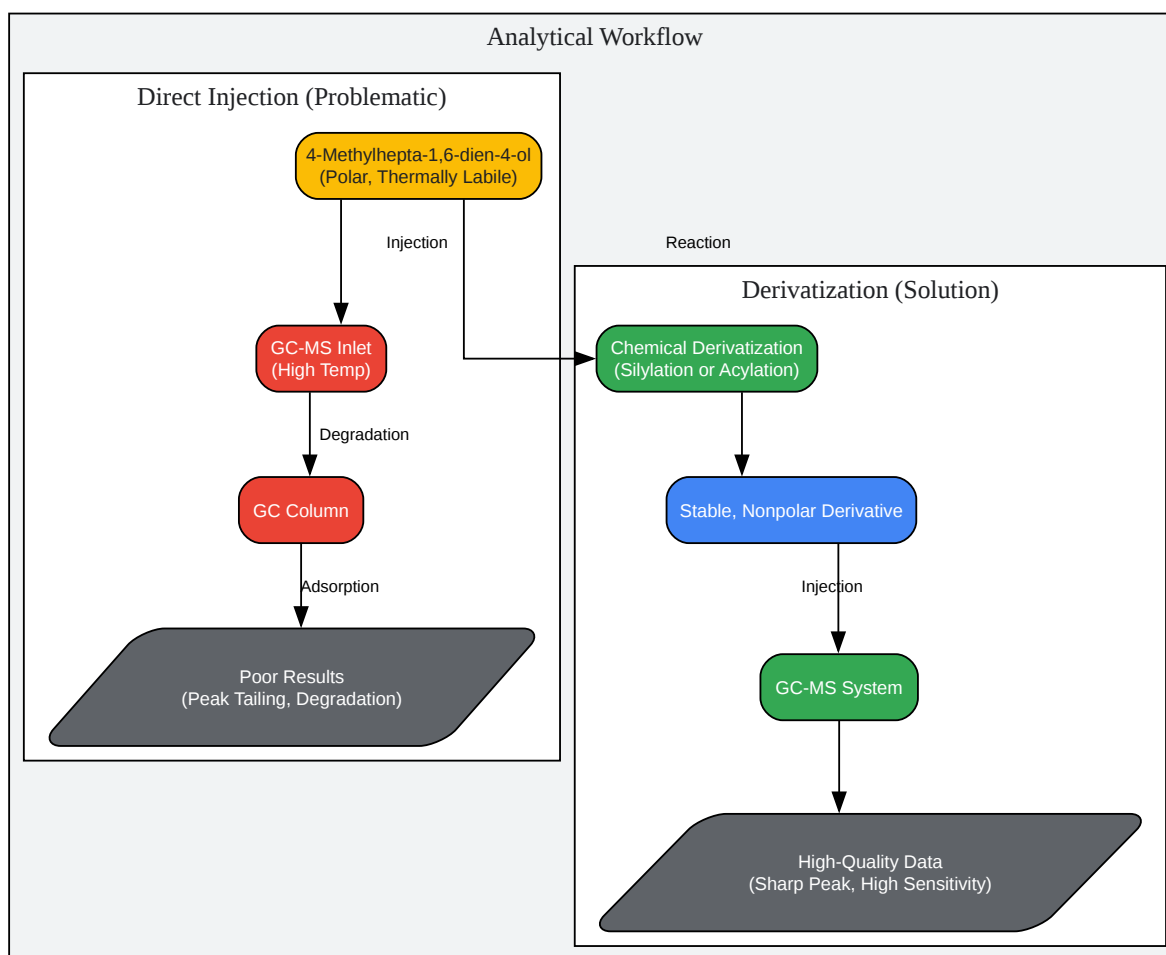 Analytical Workflow
Direct Injection (Problematic)
4-Methylhepta-1,6-dien-4-ol
(Polar, Thermally Labile)
Injection
Reaction
GC-MS Inlet
(High Temp)
Degradation
GC Column
Adsorption
Poor Results
(Peak Tailing, Degradation)
Derivatization (Solution)
Chemical Derivatization
(Silylation or Acylation)
Stable, Nonpolar Derivative
Injection
GC-MS System
High-Quality Data
(Sharp Peak, High Sensitivity)